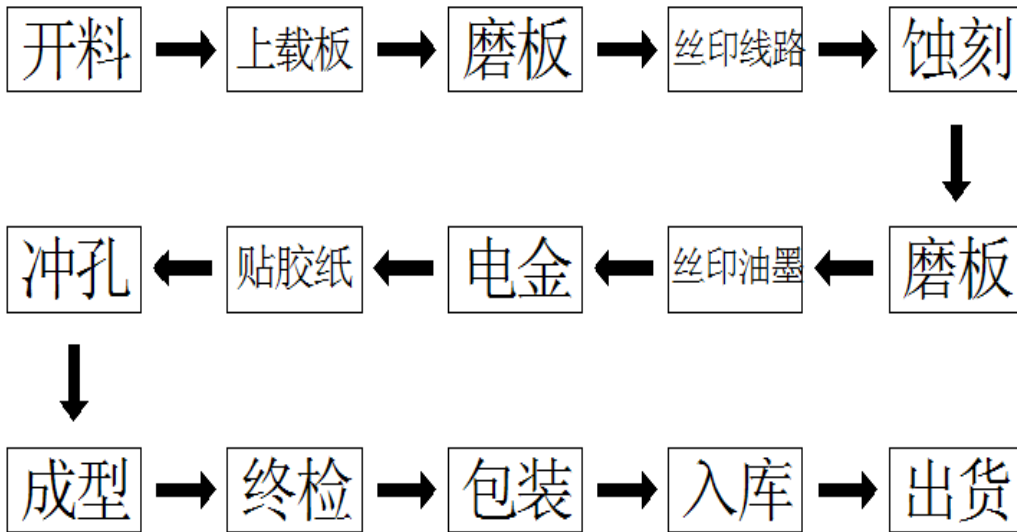 开料 上载板 磨板 丝印线路 蚀刻
冲孔 贴胶纸 电金 丝印油墨 磨板
成型 终检 包装 入库 出货